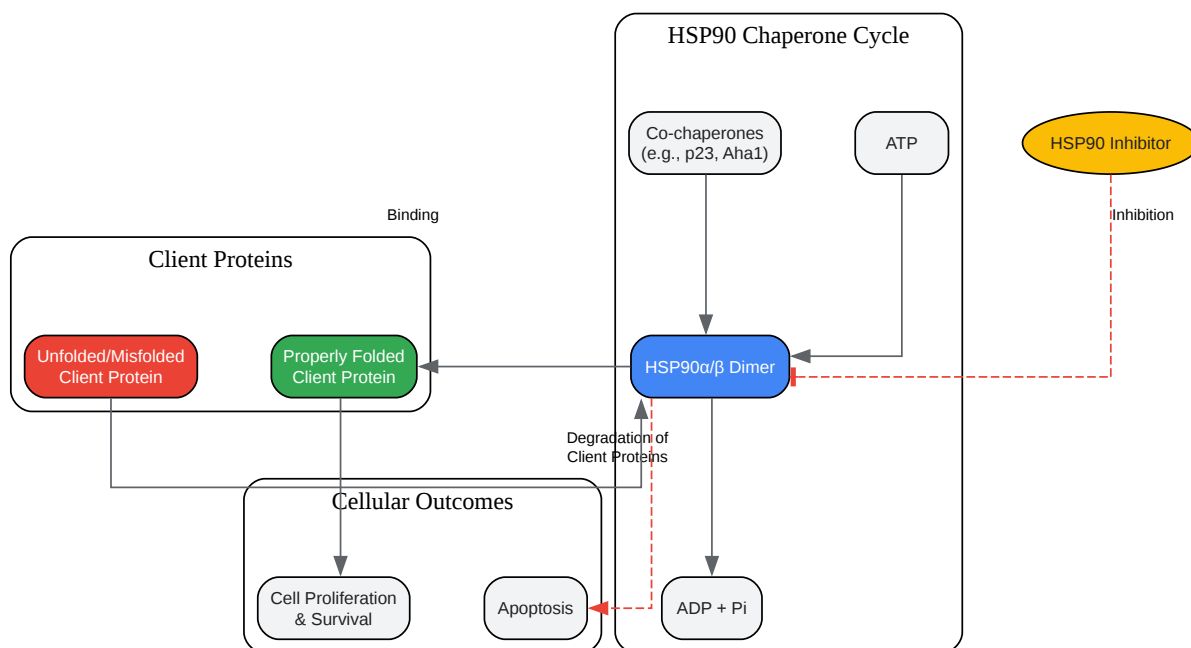 HSP90 Chaperone Cycle
Co-chaperones
(e.g., p23, Aha1)
ATP
HSP90 Inhibitor
Binding
Inhibition
Client Proteins
Unfolded/Misfolded
Client Protein
Properly Folded
Client Protein
HSP90α/β Dimer
Degradation of
Client Proteins
Cellular Outcomes
Cell Proliferation
& Survival
Apoptosis
ADP + Pi